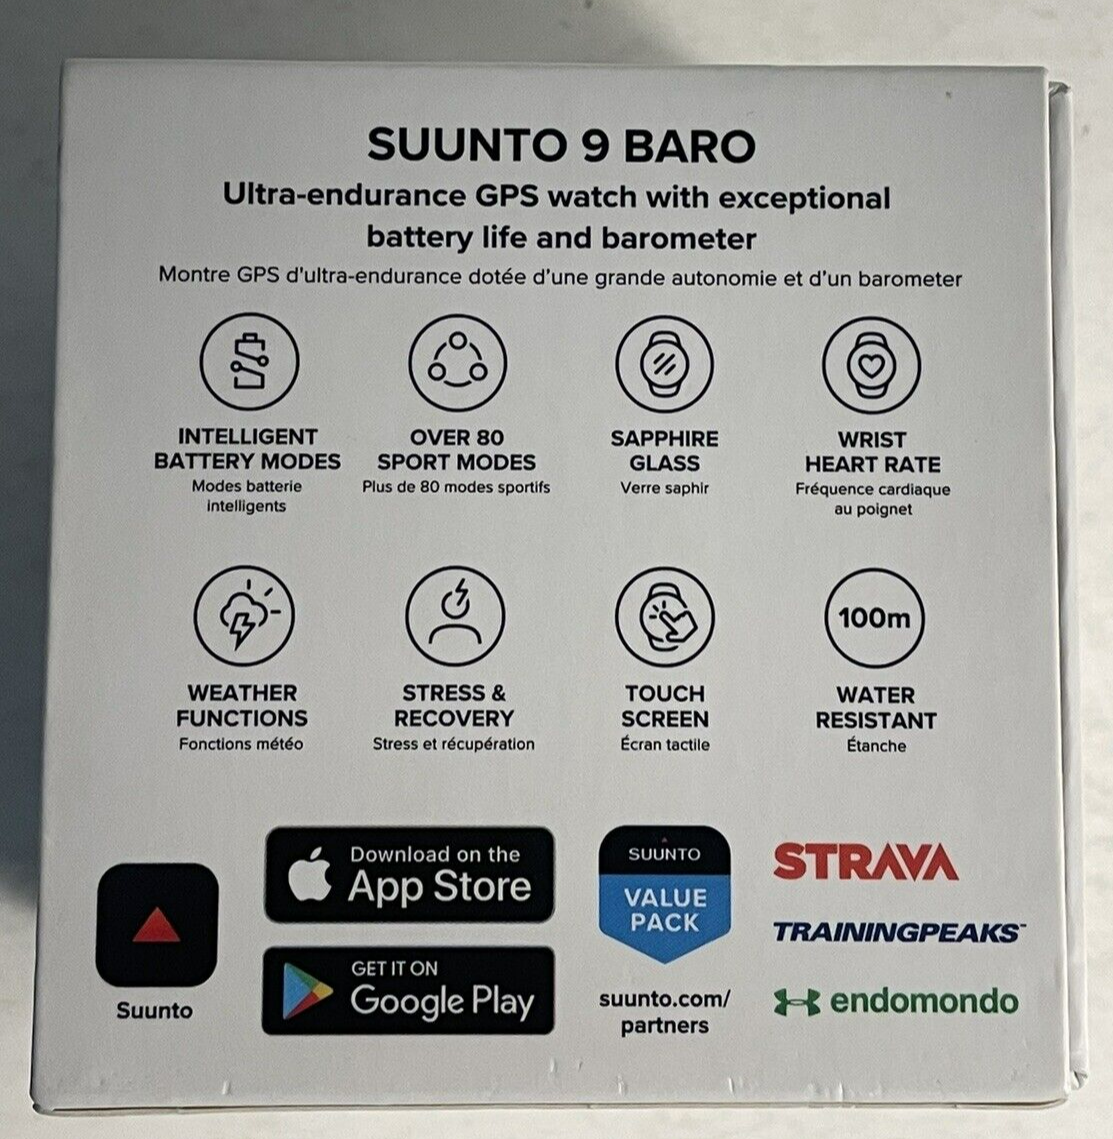 SUUNTO 9 BARO
Ultra-endurance GPS watch with exceptional
battery life and barometer
Montre GPS d'ultra-endurance dotée d'une grande autonomie et d'un barometer
INTELLIGENT
BATTERY MODES
Modes batterie
intelligents
OVER 80
SPORT MODES
Plus de 80 modes sportifs
SAPPHIRE
GLASS
Verre saphir
WRIST
HEART RATE
Fréquence cardiaque
au poignet
WEATHER
FUNCTIONS
Fonctions météo
STRESS &
RECOVERY
Stress et récupération
TOUCH
SCREEN
Écran tactile
100m
WATER
RESISTANT
Étanche
Suunto
Download on the
App Store
GET IT ON
Google Play
SUUNTO
VALUE
PACK
suunto.com/
partners
STRAVA
TRAININGPEAKS™
endomondo